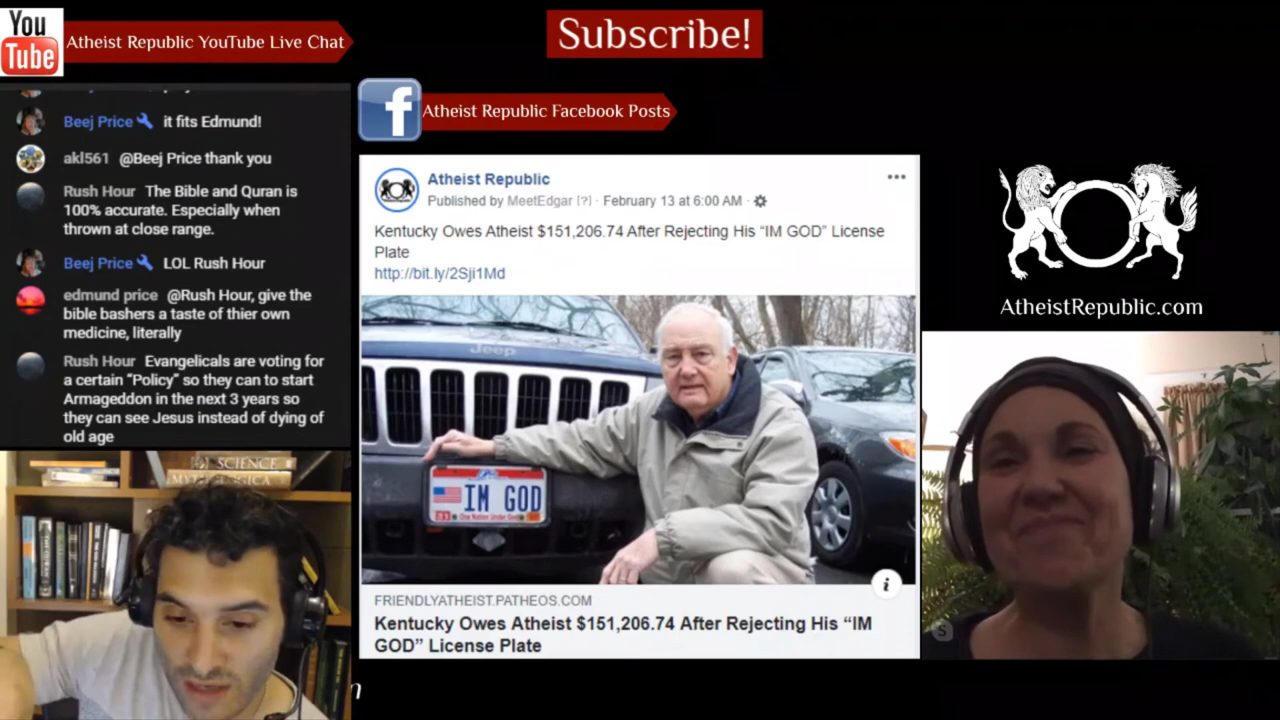 You
Tube
Atheist Republic YouTube Live Chat
Subscribe!
Atheist Republic Facebook Posts
Beej Price it fits Edmund!
akl561 @Beej Price thank you
Rush Hour The Bible and Quran is
100% accurate. Especially when
thrown at close range.
Beej Price LOL Rush Hour
edmund price @Rush Hour, give the
bible bashers a taste of thier own
medicine, literally
Rush Hour Evangelicals are voting for
a certain “Policy” so they can to start
Armageddon in the next 3 years so
they can see Jesus instead of dying of
old age
f
Atheist Republic
Published by MeetEdgar [?] · February 13 at 6:00 AM ·
Kentucky Owes Atheist $151,206.74 After Rejecting His “IM GOD” License
Plate
http://bit.ly/2Sji1Md
Jeep
IM GOD
One Nation Under God
i
FRIENDLYATHEIST.PATHEOS.COM
Kentucky Owes Atheist $151,206.74 After Rejecting His “IM
GOD” License Plate
AtheistRepublic.com
SCIENCE
S
n